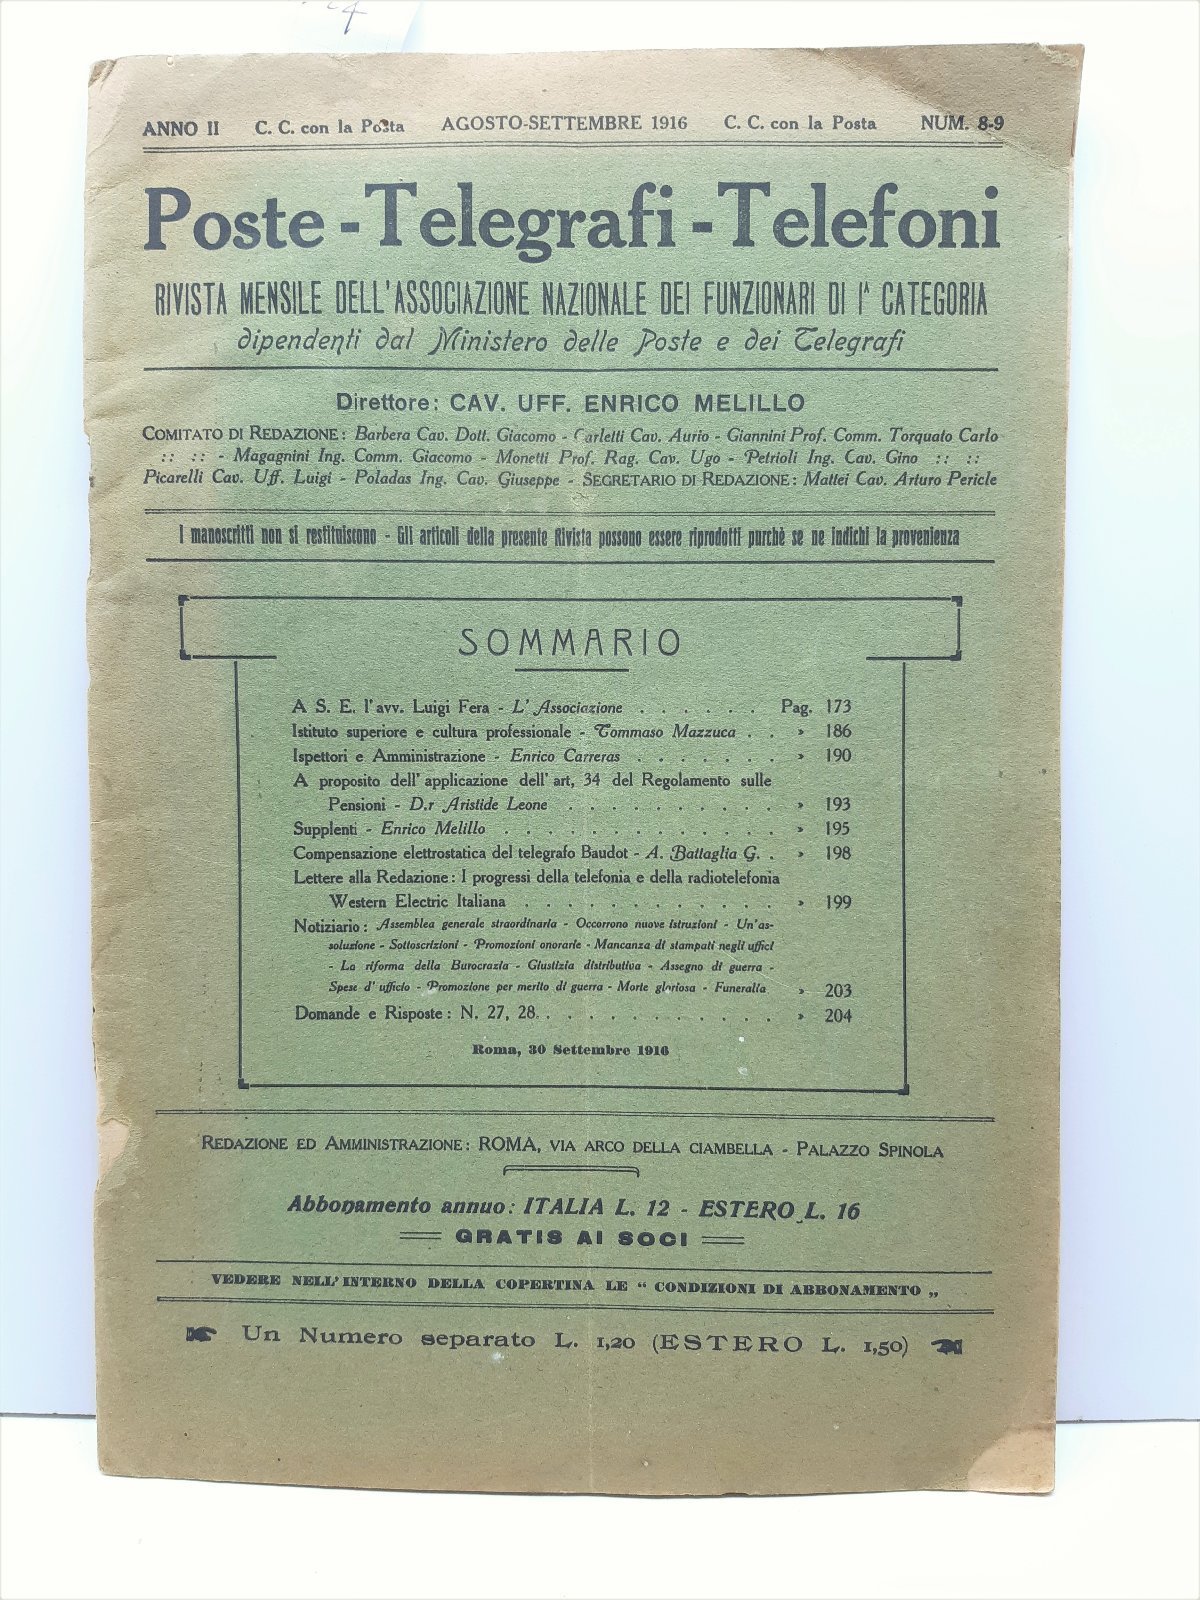 4
ANNO II C. C. con la Posta AGOSTO-SETTEMBRE 1916 C. C. con la Posta NUM. 8-9
Poste - Telegrafi - Telefoni
RIVISTA MENSILE DELL'ASSOCIAZIONE NAZIONALE DEI FUNZIONARI DI Iᴬ CATEGORIA
dipendenti dal Ministero delle Poste e dei Telegrafi
Direttore: CAV. UFF. ENRICO MELILLO
COMITATO DI REDAZIONE: Barbera Cav. Dott. Giacomo - Carletti Cav. Aurio - Giannini Prof. Comm. Torquato Carlo
:: :: - Magagnini Ing. Comm. Giacomo - Monetti Prof. Rag. Cav. Ugo - Petrioli Ing. Cav. Gino :: ::
Picarelli Cav. Uff. Luigi - Poladas Ing. Cav. Giuseppe - SEGRETARIO DI REDAZIONE: Mattei Cav. Arturo Pericle
I manoscritti non si restituiscono - Gli articoli della presente Rivista possono essere riprodotti purchè se ne indichi la provenienza
SOMMARIO
A S. E. l'avv. Luigi Fera - L' Associazione . . . . . . Pag. 173
Istituto superiore e cultura professionale - Tommaso Mazzuca . . » 186
Ispettori e Amministrazione - Enrico Carreras . . . . . . . » 190
A proposito dell' applicazione dell' art, 34 del Regolamento sulle
Pensioni - D.r Aristide Leone . . . . . . . . . . » 193
Supplenti - Enrico Melillo . . . . . . . . . . . . . » 195
Compensazione elettrostatica del telegrafo Baudot - A. Battaglia G. . » 198
Lettere alla Redazione: I progressi della telefonia e della radiotelefonia
Western Electric Italiana . . . . . . . . . . . . » 199
Notiziario: Assemblea generale straordinaria - Occorrono nuove istruzioni - Un'as-
soluzione - Sottoscrizioni - Promozioni onorarie - Mancanza di stampati negli uffici
- La riforma della Burocrazia - Giustizia distributiva - Assegno di guerra -
Spese d' ufficio - Promozione per merito di guerra - Morte gloriosa - Funeralia » 203
Domande e Risposte: N. 27, 28. . . . . . . . . . . . » 204
Roma, 30 Settembre 1916
REDAZIONE ED AMMINISTRAZIONE: ROMA, VIA ARCO DELLA CIAMBELLA - PALAZZO SPINOLA
Abbonamento annuo: ITALIA L. 12 - ESTERO L. 16
GRATIS AI SOCI
VEDERE NELL'INTERNO DELLA COPERTINA LE “ CONDIZIONI DI ABBONAMENTO „
Un Numero separato L. 1,20 (ESTERO L. 1,50)